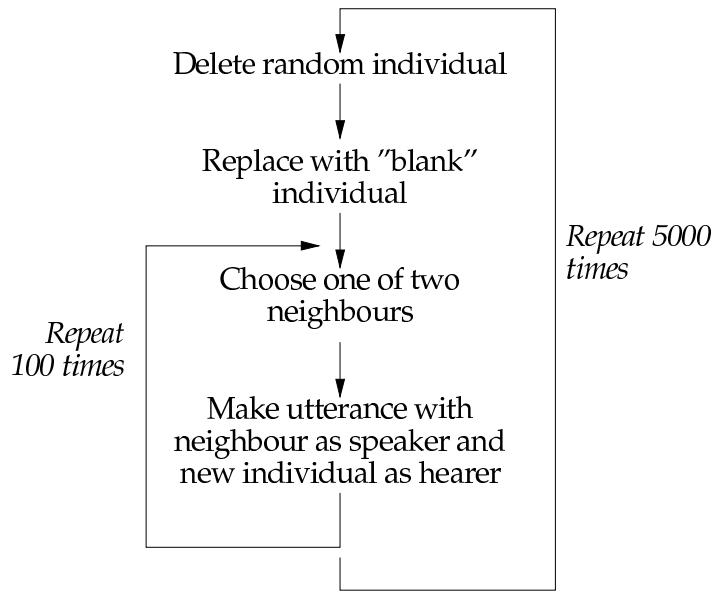 Delete random individual
Replace with ”blank”
individual
Repeat 5000
times
Choose one of two
neighbours
Repeat
100 times
Make utterance with
neighbour as speaker and
new individual as hearer